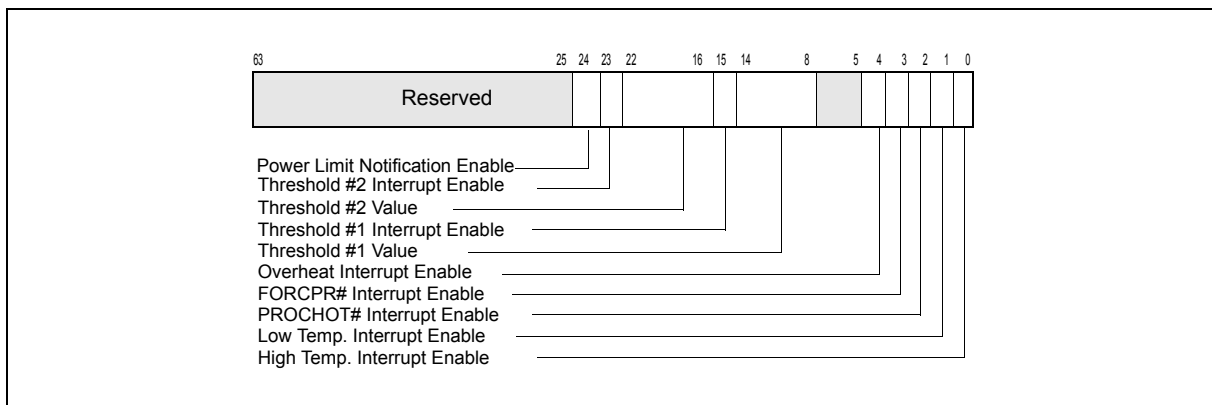 63 25 24 23 22 16 15 14 8 5 4 3 2 1 0
Reserved
Power Limit Notification Enable
Threshold #2 Interrupt Enable
Threshold #2 Value
Threshold #1 Interrupt Enable
Threshold #1 Value
Overheat Interrupt Enable
FORCPR# Interrupt Enable
PROCHOT# Interrupt Enable
Low Temp. Interrupt Enable
High Temp. Interrupt Enable